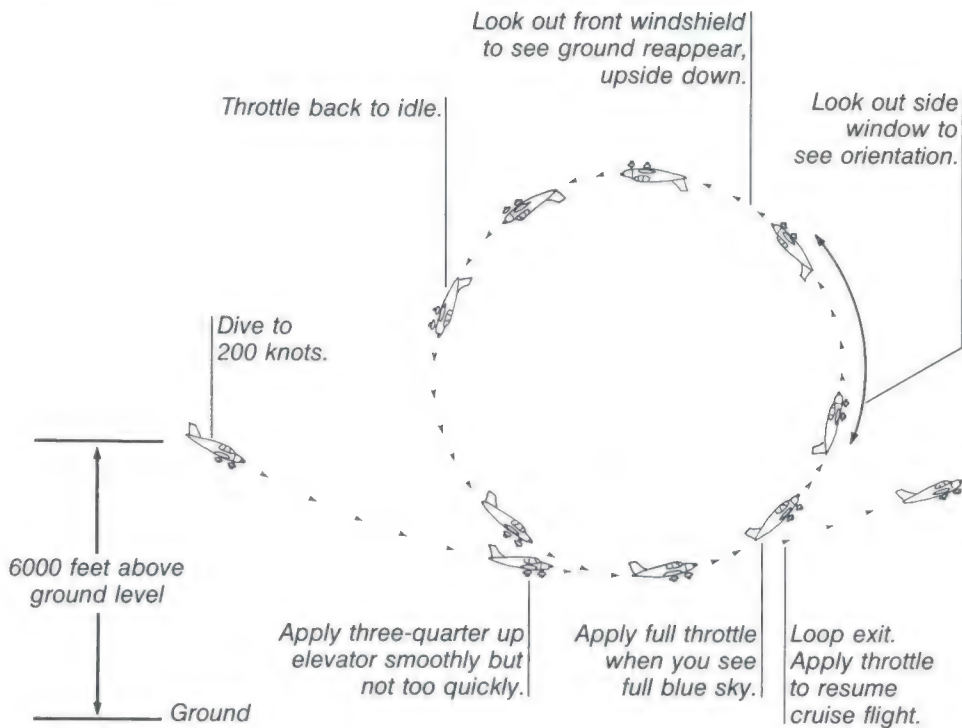 Look out front windshield
to see ground reappear,
upside down.
Throttle back to idle.
Look out side
window to
see orientation.
Dive to
200 knots.
6000 feet above
ground level
Apply three-quarter up
elevator smoothly but
not too quickly.
Apply full throttle
when you see
full blue sky.
Loop exit.
Apply throttle
to resume
cruise flight.
Ground